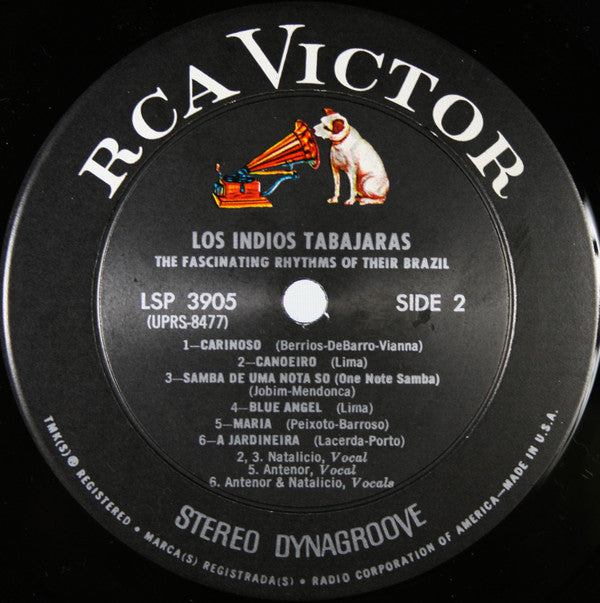 RCA VICTOR
LOS INDIOS TABAJARAS
THE FASCINATING RHYTHMS OF THEIR BRAZIL
LSP 3905
(UPRS-8477)
SIDE 2
1—CARINOSO (Berrios-DeBarro-Vianna)
2—CANOEIRO (Lima)
3—SAMBA DE UMA NOTA SO (One Note Samba)
(Jobim-Mendonca)
4—BLUE ANGEL (Lima)
5—MARIA (Peixoto-Barroso)
6—A JARDINEIRA (Lacerda-Porto)
2, 3. Natalicio, Vocal
5. Antenor, Vocal
6. Antenor & Natalicio, Vocals
STEREO DYNAGROOVE
TMK(S) ® REGISTERED • MARCA(S) REGISTRADA(S) • RADIO CORPORATION OF AMERICA—MADE IN U.S.A.